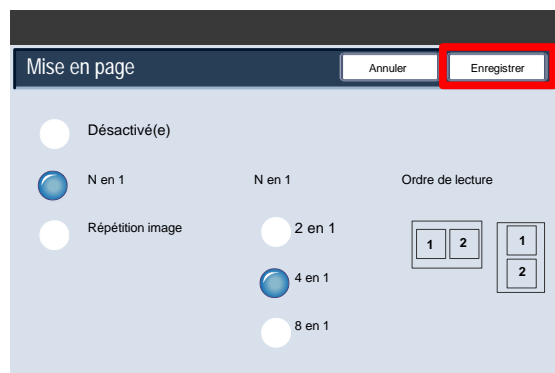 Mise en page
Annuler
Enregistrer
Désactivé(e)
N en 1
N en 1
Ordre de lecture
Répétition image
2 en 1
1 2
1
2
4 en 1
8 en 1